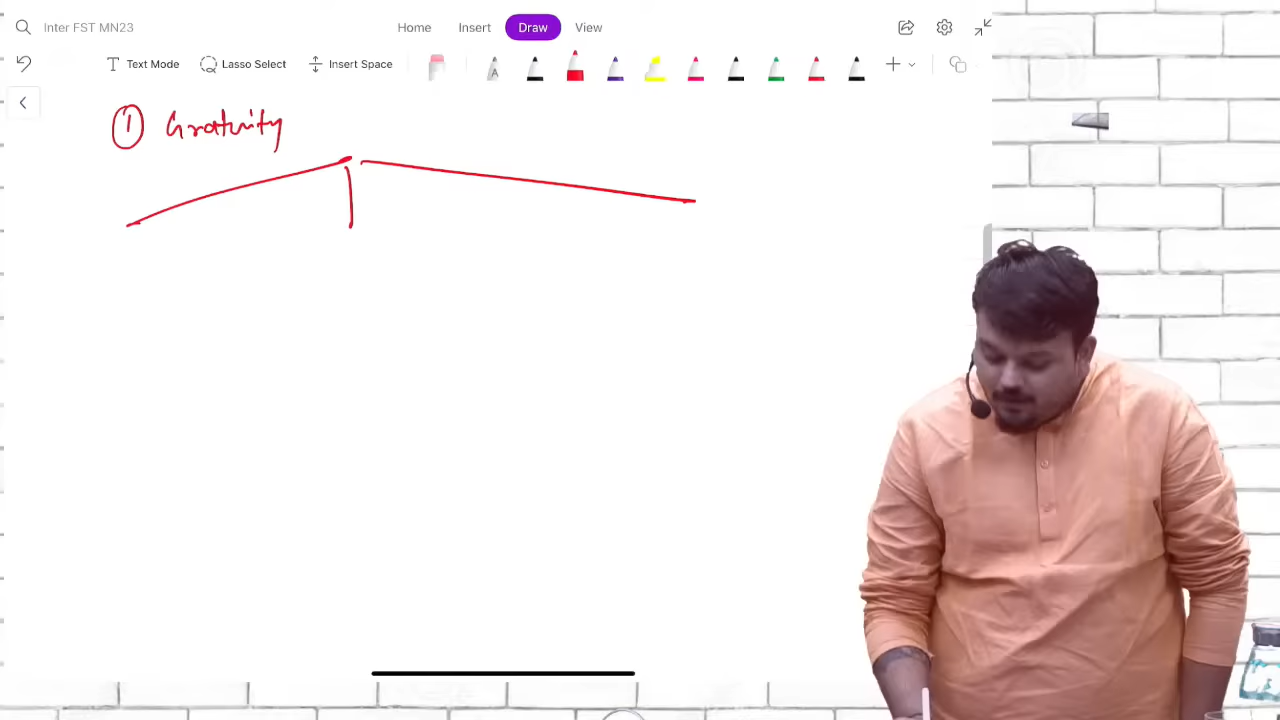 Inter FST MN23
Home
Insert
Draw
View
Text Mode
Lasso Select
Insert Space
A
① Gratuity